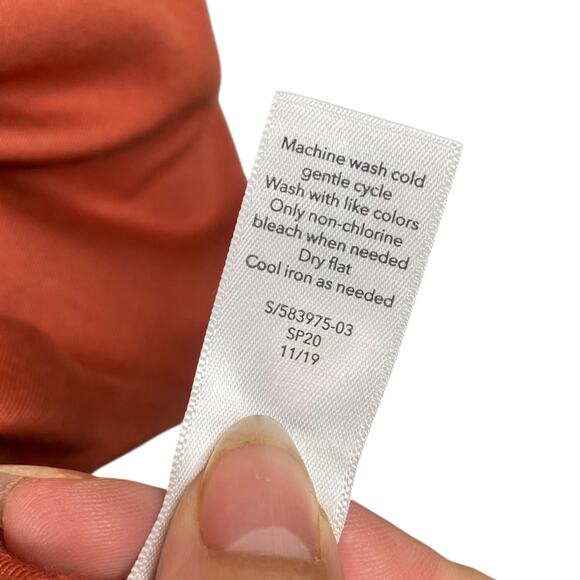 Machine wash cold
gentle cycle
Wash with like colors
Only non-chlorine
bleach when needed
Dry flat
Cool iron as needed
S/583975-03
SP20
11/19